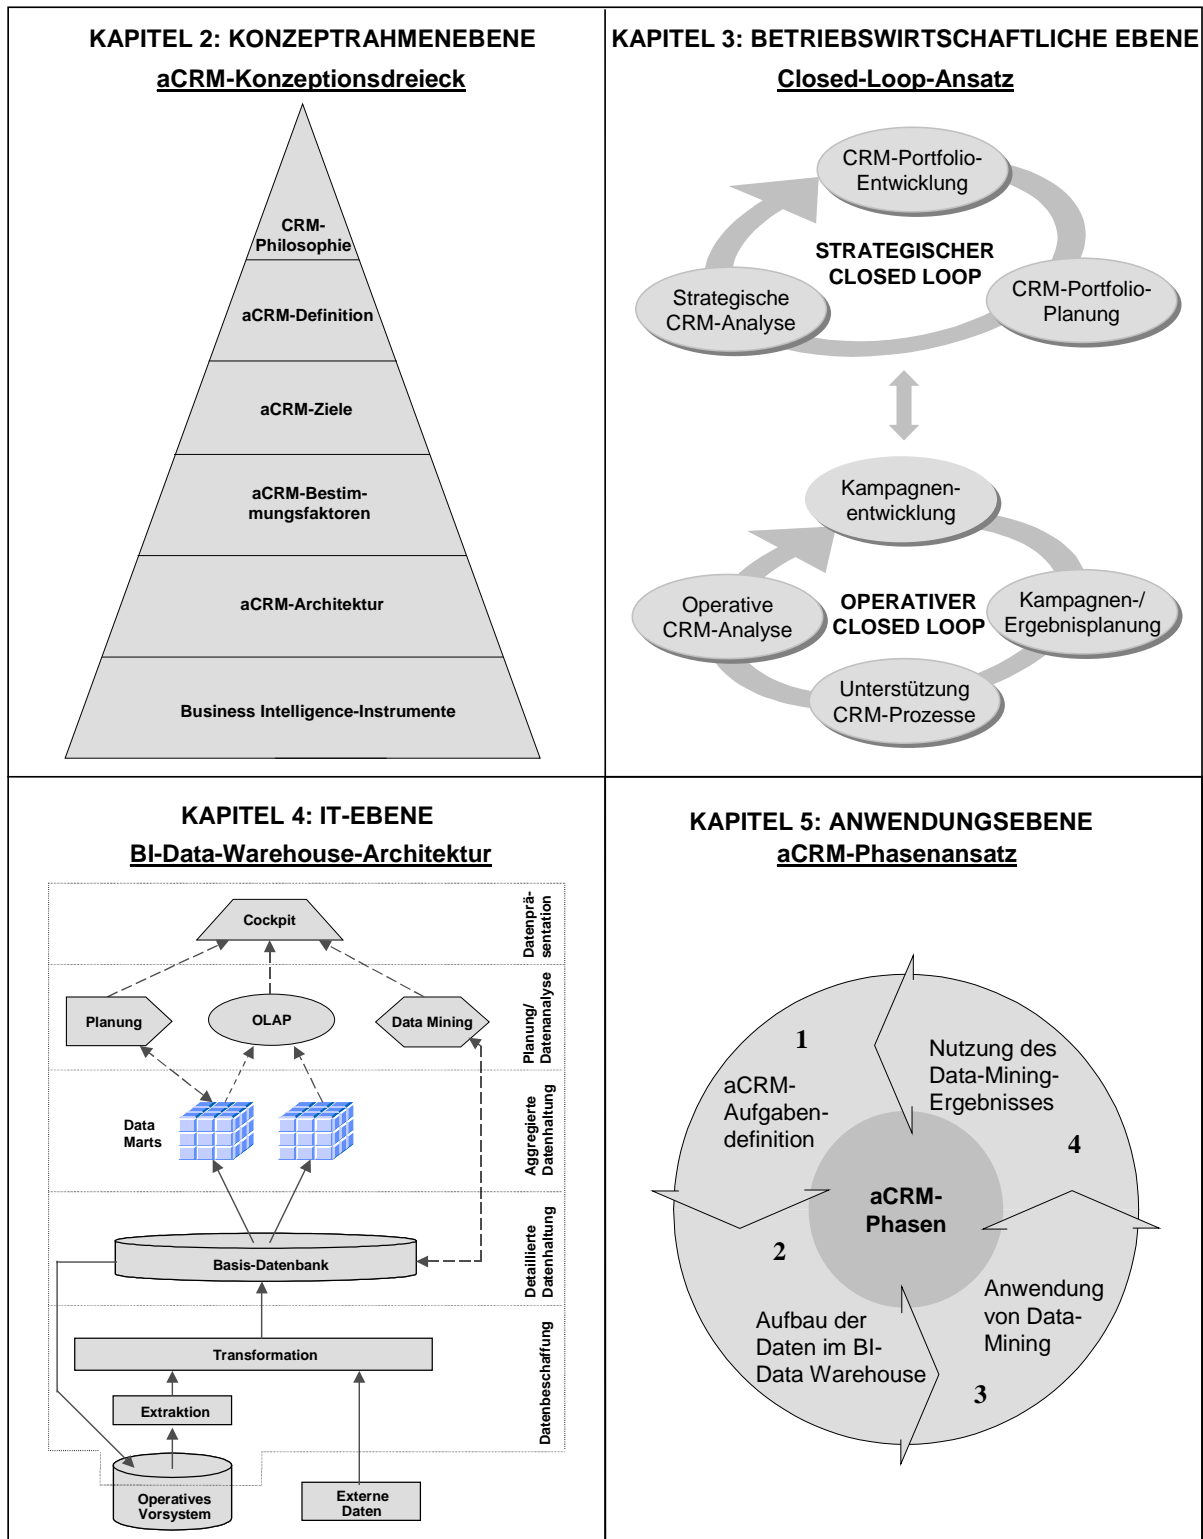 KAPITEL 2: KONZEPTRAHMENEBENE
aCRM-Konzeptionsdreieck
CRM-
Philosophie
aCRM-Definition
aCRM-Ziele
aCRM-Bestim-
mungsfaktoren
aCRM-Architektur
Business Intelligence-Instrumente
KAPITEL 3: BETRIEBSWIRTSCHAFTLICHE EBENE
Closed-Loop-Ansatz
CRM-Portfolio-
Entwicklung
STRATEGISCHER
CLOSED LOOP
Strategische
CRM-Analyse
CRM-Portfolio-
Planung
Kampagnen-
entwicklung
Operative
CRM-Analyse
OPERATIVER
CLOSED LOOP
Kampagnen-/
Ergebnisplanung
Unterstützung
CRM-Prozesse
KAPITEL 4: IT-EBENE
BI-Data-Warehouse-Architektur
Cockpit
Datenprä-
sentation
Planung
OLAP
Data Mining
Planung/
Datenanalyse
Data
Marts
Aggregierte
Datenhaltung
Basis-Datenbank
Detaillierte
Datenhaltung
Transformation
Extraktion
Datenbeschaffung
Operatives
Vorsystem
Externe
Daten
KAPITEL 5: ANWENDUNGSEBENE
aCRM-Phasenansatz
1
aCRM-
Aufgaben-
definition
Nutzung des
Data-Mining-
Ergebnisses
4
aCRM-
Phasen
2
Aufbau der
Daten im BI-
Data Warehouse
Anwendung
von Data-
Mining
3